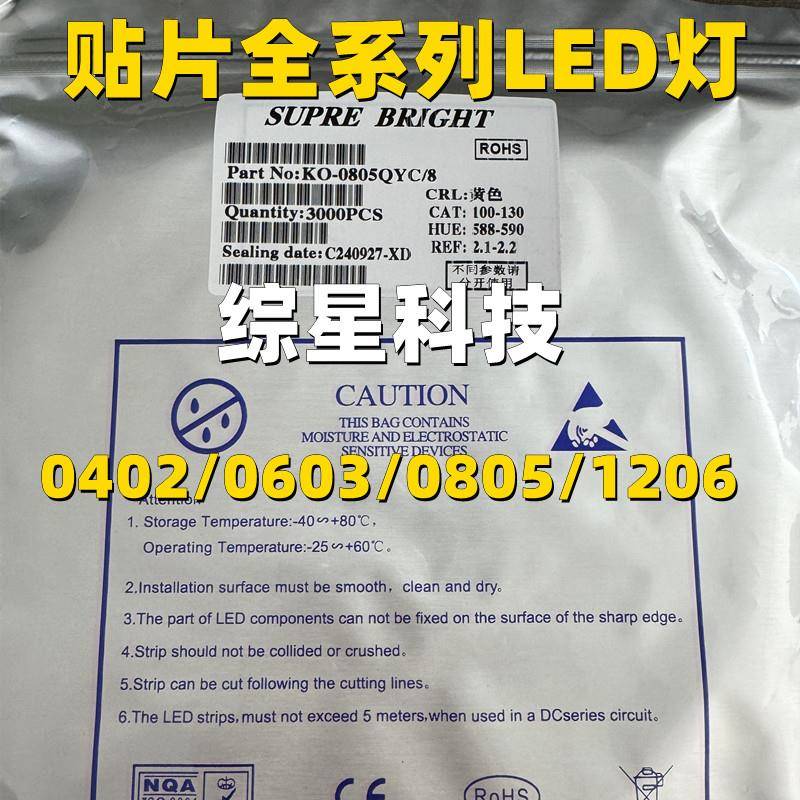 贴片全系列LED灯
SUPRE BRIGHT
ROHS
Part No:KO-0805QYC/8
CRL:黄色
Quantity:3000PCS
CAT: 100-130
HUE: 588-590
REF: 2.1-2.2
Sealing date:C240927-XD
不同参数请
分开使用
综星科技
CAUTION
THIS BAG CONTAINS
MOISTURE AND ELECTROSTATIC
SENSITIVE DEVICES
0402/0603/0805/1206
Attention
1. Storage Temperature:-40∽+80℃,
Operating Temperature:-25∽+60℃。
2.Installation surface must be smooth, clean and dry.
3.The part of LED components can not be fixed on the surface of the sharp edge。
4.Strip should not be collided or crushed。
5.Strip can be cut following the cutting lines.
6.The LED strips,must not exceed 5 meters,when used in a DCseries circuit。
NQA
CE
RoHS